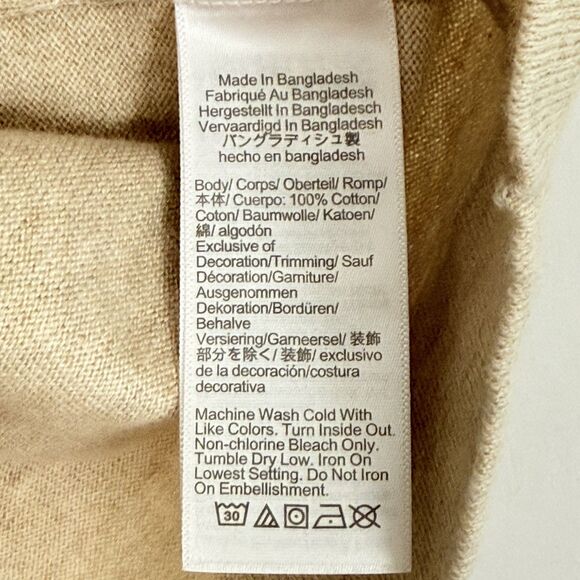 Made In Bangladesh
Fabriqué Au Bangladesh
Hergestellt In Bangladesch
Vervaardigd In Bangladesh
バングラディシュ製
hecho en bangladesh
Body/ Corps/ Oberteil/ Romp/
本体/ Cuerpo: 100% Cotton/
Coton/ Baumwolle/ Katoen/
綿/ algodón
Exclusive of
Decoration/Trimming/ Sauf
Décoration/Garniture/
Ausgenommen
Dekoration/Bordüren/
Behalve
Versiering/Garneersel/ 装飾
部分を除く/ 装飾/ exclusivo
de la decoración/costura
decorativa
Machine Wash Cold With
Like Colors. Turn Inside Out.
Non-chlorine Bleach Only.
Tumble Dry Low. Iron On
Lowest Setting. Do Not Iron
On Embellishment.
30